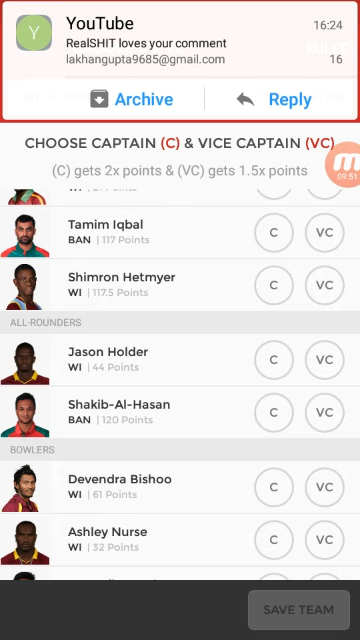 Y
YouTube
16:24
RealSHIT loves your comment
RULES
lakhangupta9685@gmail.com
16
Archive
Reply
CHOOSE CAPTAIN (C) & VICE CAPTAIN (VC)
(C) gets 2x points & (VC) gets 1.5x points
M
09:51
Tamim Iqbal
C
VC
BAN | 117 Points
Shimron Hetmyer
C
VC
WI | 117.5 Points
ALL-ROUNDERS
Jason Holder
C
VC
WI | 44 Points
Shakib-Al-Hasan
C
VC
BAN | 120 Points
BOWLERS
Devendra Bishoo
C
VC
WI | 61 Points
Ashley Nurse
C
VC
WI | 32 Points
SAVE TEAM